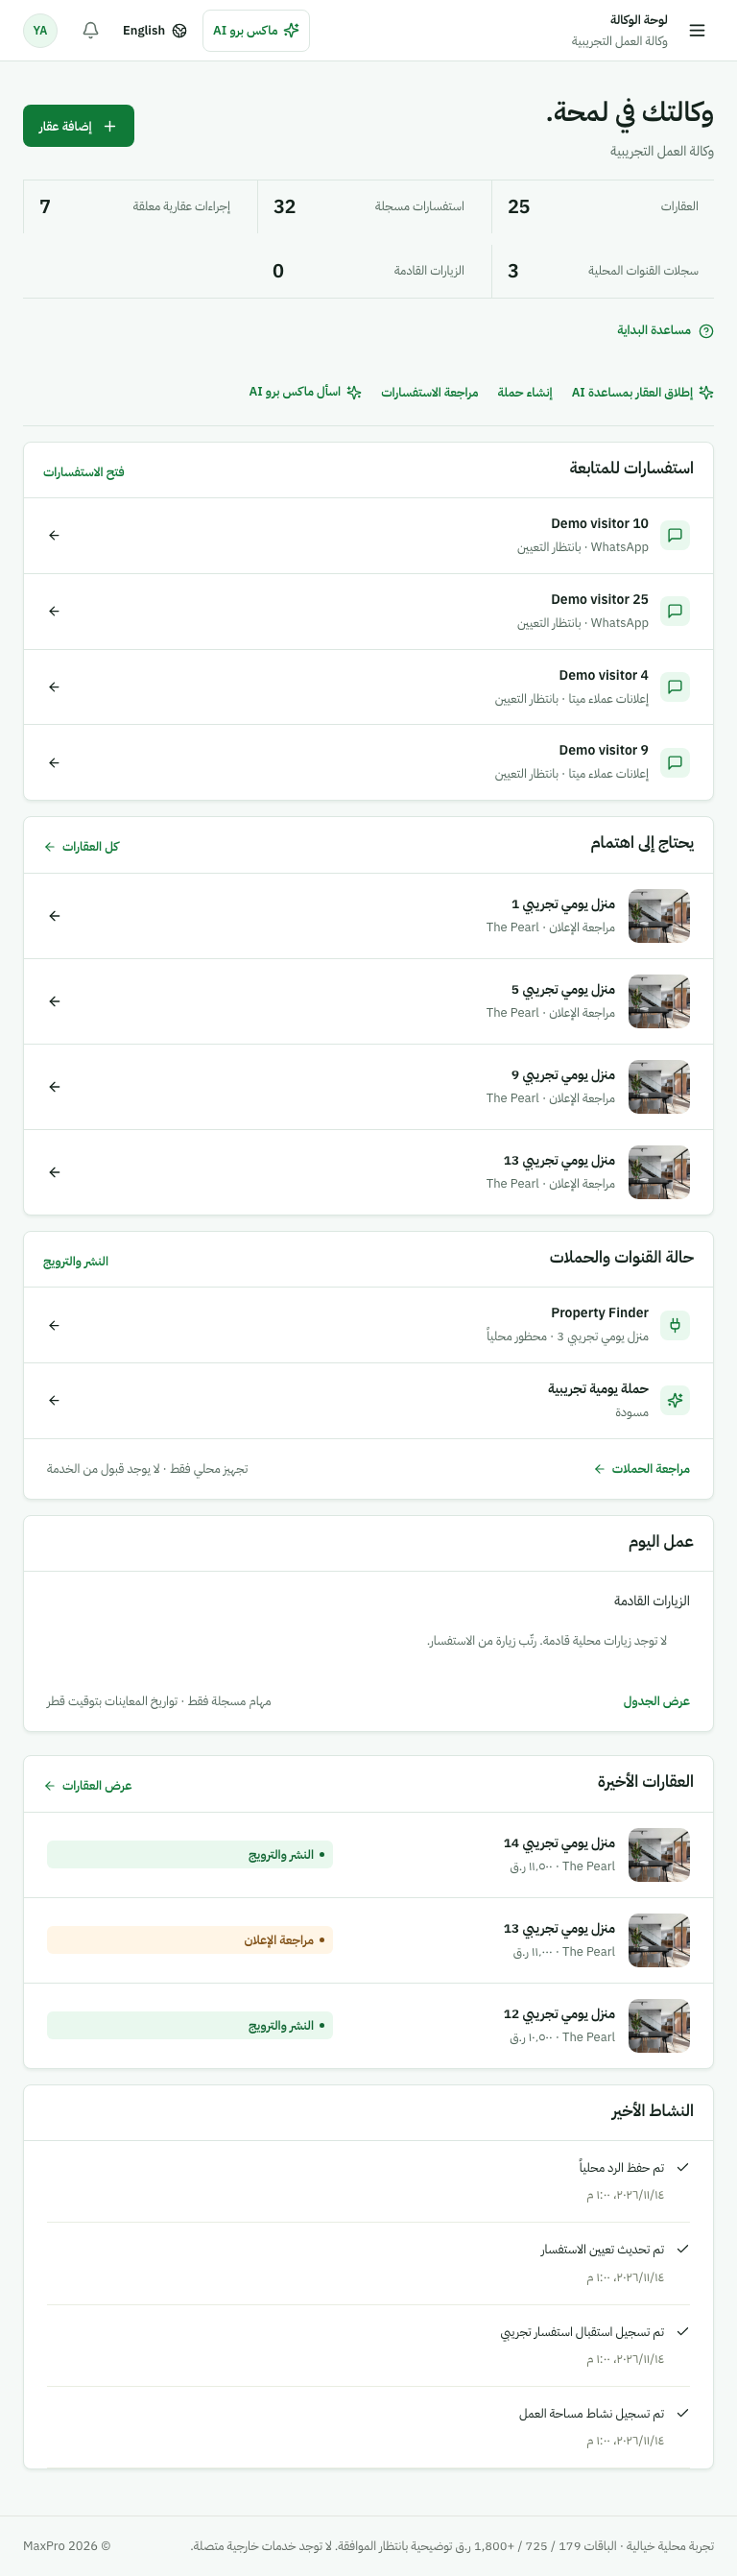 لوحة الوكالة
وكالة العمل التجريبية
ماكس برو AI
English
YA
وكالتك في لمحة.
وكالة العمل التجريبية
إضافة عقار
العقارات 25
استفسارات مسجلة 32
إجراءات عقارية معلقة 7
سجلات القنوات المحلية 3
الزيارات القادمة 0
مساعدة البداية
إطلاق العقار بمساعدة AI
إنشاء حملة
مراجعة الاستفسارات
اسأل ماكس برو AI
استفسارات للمتابعة
فتح الاستفسارات
Demo visitor 10
WhatsApp · بانتظار التعيين
Demo visitor 25
WhatsApp · بانتظار التعيين
Demo visitor 4
إعلانات عملاء ميتا · بانتظار التعيين
Demo visitor 9
إعلانات عملاء ميتا · بانتظار التعيين
يحتاج إلى اهتمام
كل العقارات
منزل يومي تجريبي 1
مراجعة الإعلان · The Pearl
منزل يومي تجريبي 5
مراجعة الإعلان · The Pearl
منزل يومي تجريبي 9
مراجعة الإعلان · The Pearl
منزل يومي تجريبي 13
مراجعة الإعلان · The Pearl
حالة القنوات والحملات
النشر والترويج
Property Finder
منزل يومي تجريبي 3 · محظور محلياً
حملة يومية تجريبية
مسودة
مراجعة الحملات
تجهيز محلي فقط · لا يوجد قبول من الخدمة
عمل اليوم
الزيارات القادمة
لا توجد زيارات محلية قادمة. رتّب زيارة من الاستفسار.
عرض الجدول
مهام مسجلة فقط · تواريخ المعاينات بتوقيت قطر
العقارات الأخيرة
عرض العقارات
منزل يومي تجريبي 14
The Pearl · ١١٬٥٠٠ ر.ق
النشر والترويج
منزل يومي تجريبي 13
The Pearl · ١١٬٠٠٠ ر.ق
مراجعة الإعلان
منزل يومي تجريبي 12
The Pearl · ١٠٬٥٠٠ ر.ق
النشر والترويج
النشاط الأخير
تم حفظ الرد محلياً
١٤‏/١١‏/٢٠٢٦، ١:٠٠ م
تم تحديث تعيين الاستفسار
١٤‏/١١‏/٢٠٢٦، ١:٠٠ م
تم تسجيل استقبال استفسار تجريبي
١٤‏/١١‏/٢٠٢٦، ١:٠٠ م
تم تسجيل نشاط مساحة العمل
١٤‏/١١‏/٢٠٢٦، ١:٠٠ م
تجربة محلية خيالية · الباقات 179 / 725 / +1,800 ر.ق توضيحية بانتظار الموافقة. لا توجد خدمات خارجية متصلة.
© 2026 MaxPro